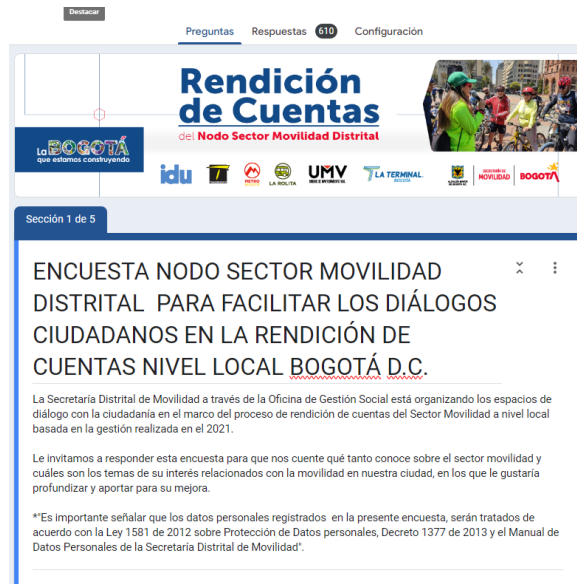 Destacar
Preguntas Respuestas 610 Configuración
Rendición
de Cuentas
del Nodo Sector Movilidad Distrital
La BOGOTÁ
que estamos construyendo
idu
METRO
LA ROLITA
UMV
LA TERMINAL
MOVILIDAD
BOGOTÁ
Sección 1 de 5
ENCUESTA NODO SECTOR MOVILIDAD
DISTRITAL PARA FACILITAR LOS DIÁLOGOS
CIUDADANOS EN LA RENDICIÓN DE
CUENTAS NIVEL LOCAL BOGOTÁ D.C.
La Secretaría Distrital de Movilidad a través de la Oficina de Gestión Social está organizando los espacios de
diálogo con la ciudadanía en el marco del proceso de rendición de cuentas del Sector Movilidad a nivel local
basada en la gestión realizada en el 2021.
Le invitamos a responder esta encuesta para que nos cuente qué tanto conoce sobre el sector movilidad y
cuáles son los temas de su interés relacionados con la movilidad en nuestra ciudad, en los que le gustaría
profundizar y aportar para su mejora.
*"Es importante señalar que los datos personales registrados en la presente encuesta, serán tratados de
acuerdo con la Ley 1581 de 2012 sobre Protección de Datos personales, Decreto 1377 de 2013 y el Manual de
Datos Personales de la Secretaría Distrital de Movilidad".